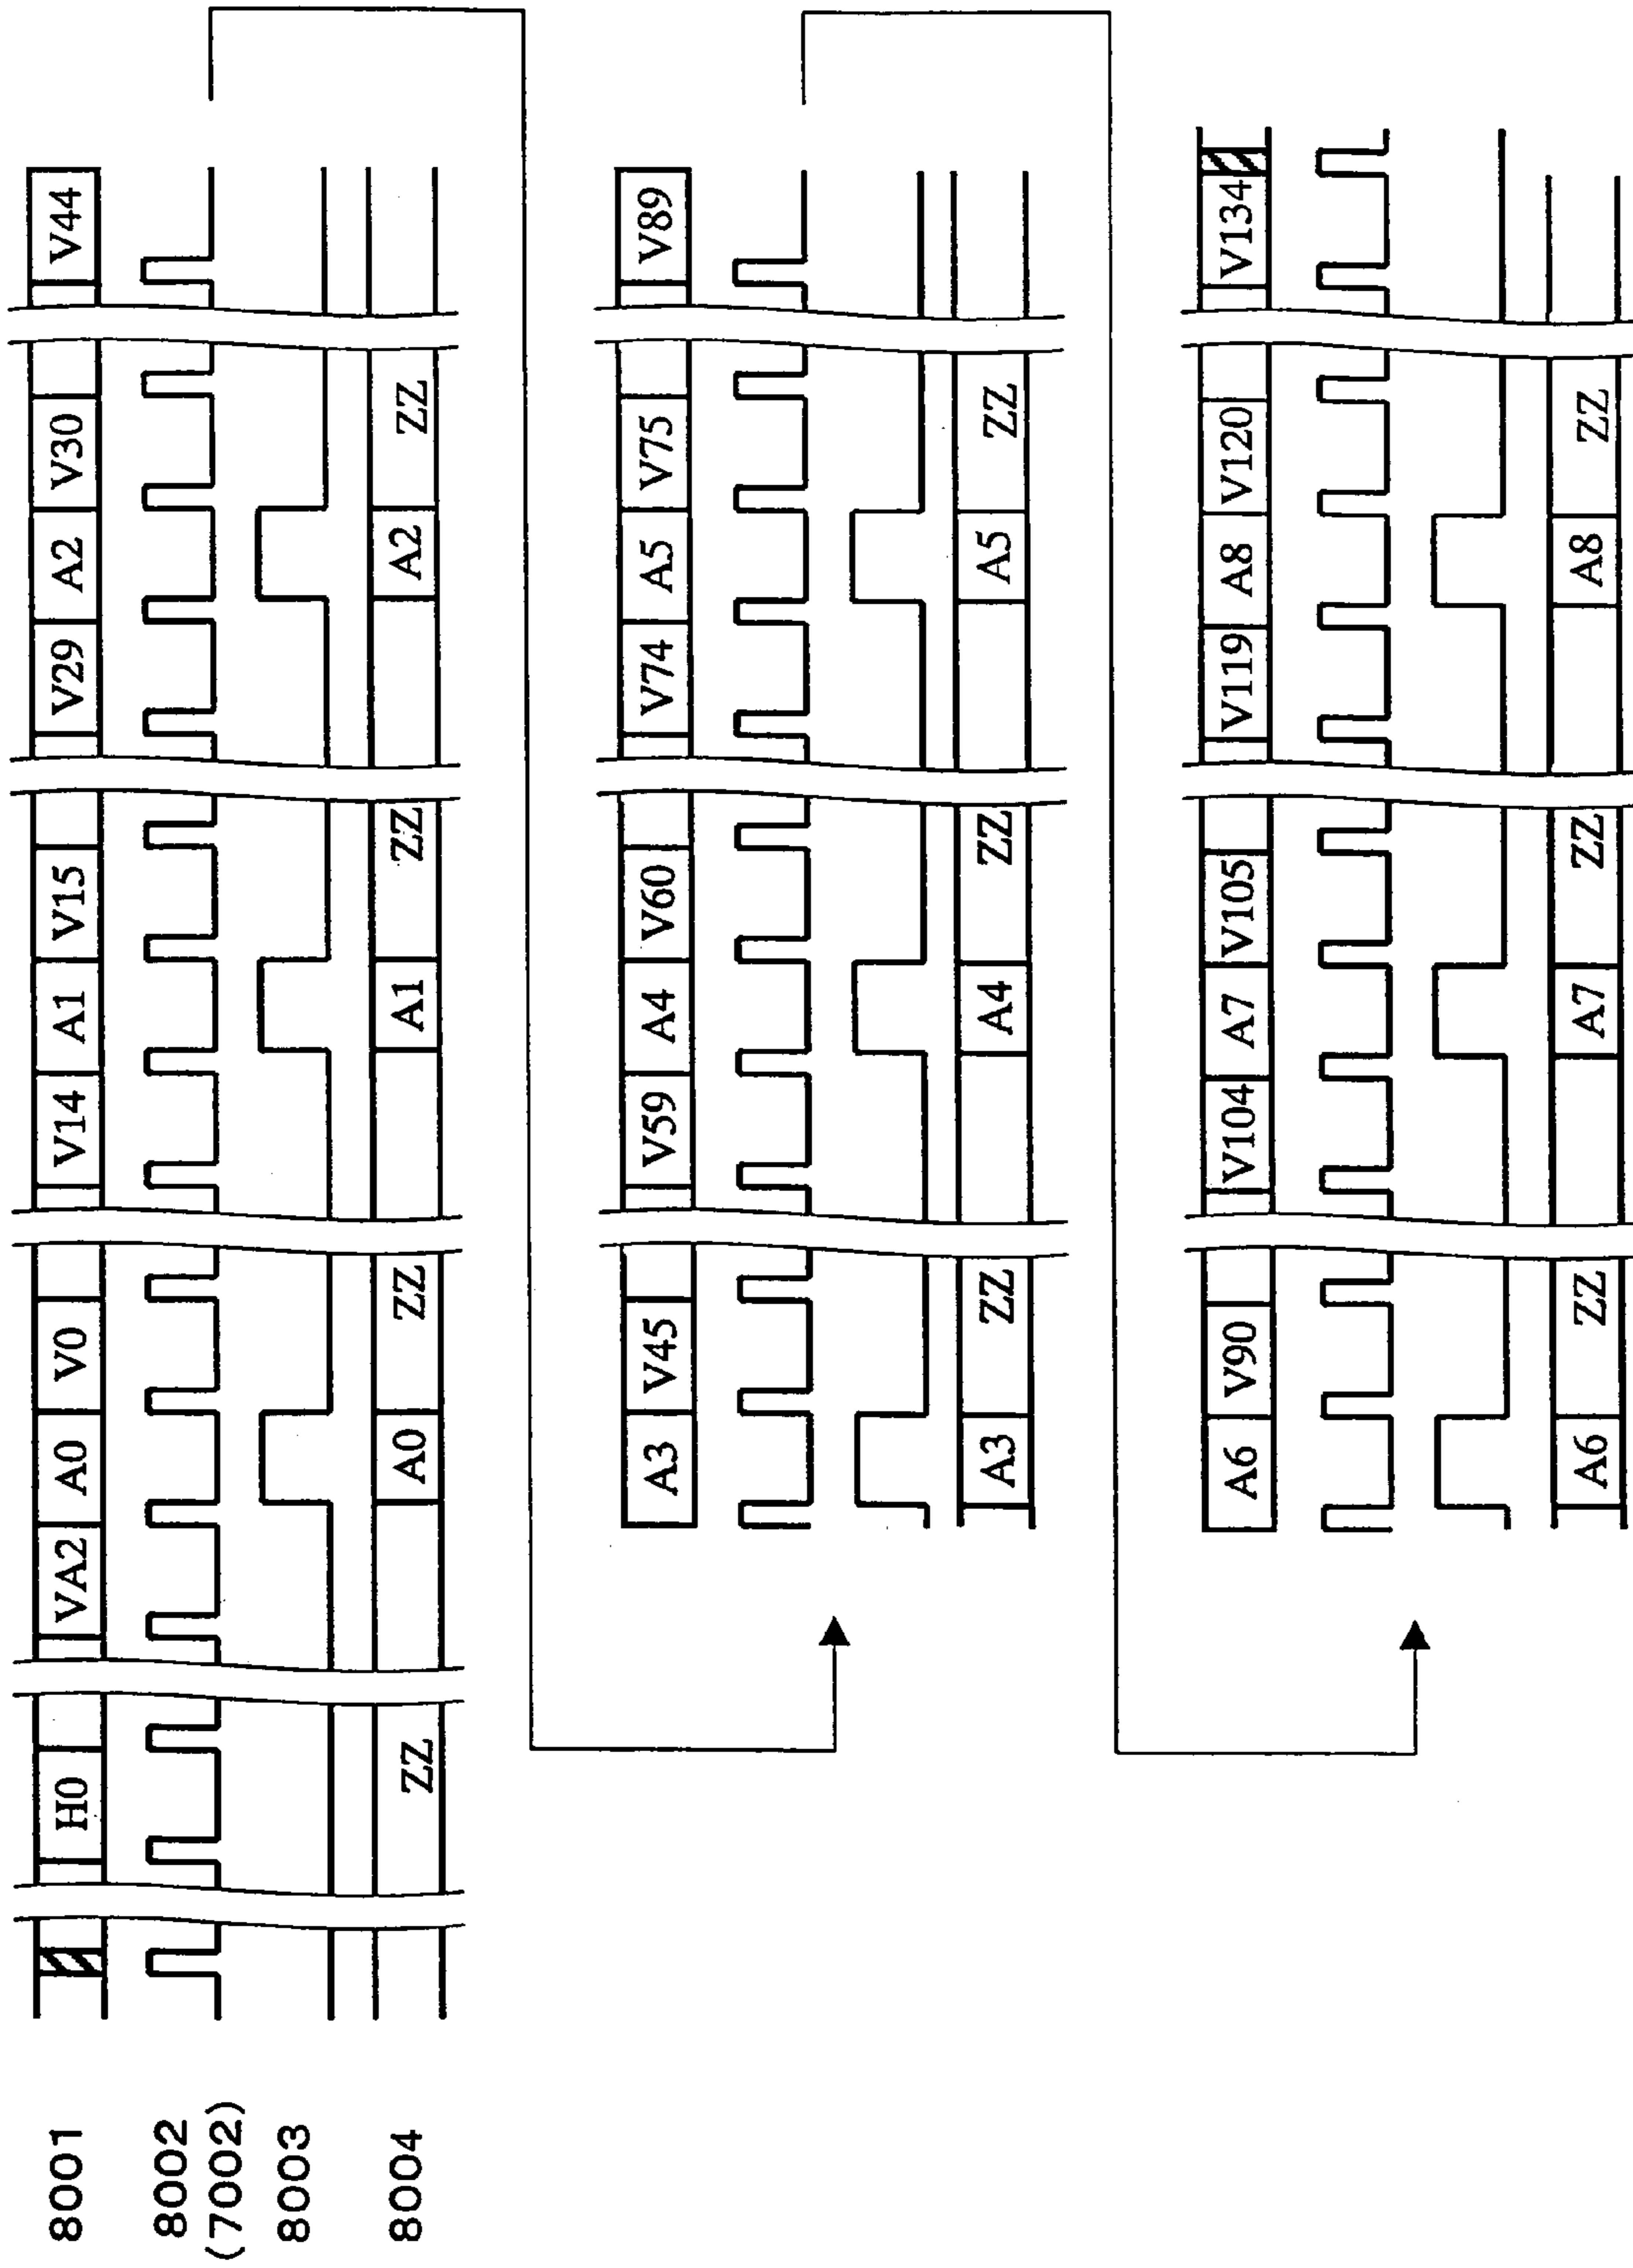 8001
H0 VA2 A0 V0 V14 A1 V15 V29 A2 V30 V44
8002
(7002)
8003
8004
ZZ A0 ZZ A1 ZZ A2 ZZ
A3 V45 V59 A4 V60 V74 A5 V75 V89
A3 ZZ A4 ZZ A5 ZZ
A6 V90 V104 A7 V105 V119 A8 V120 V134
A6 ZZ A7 ZZ A8 ZZ